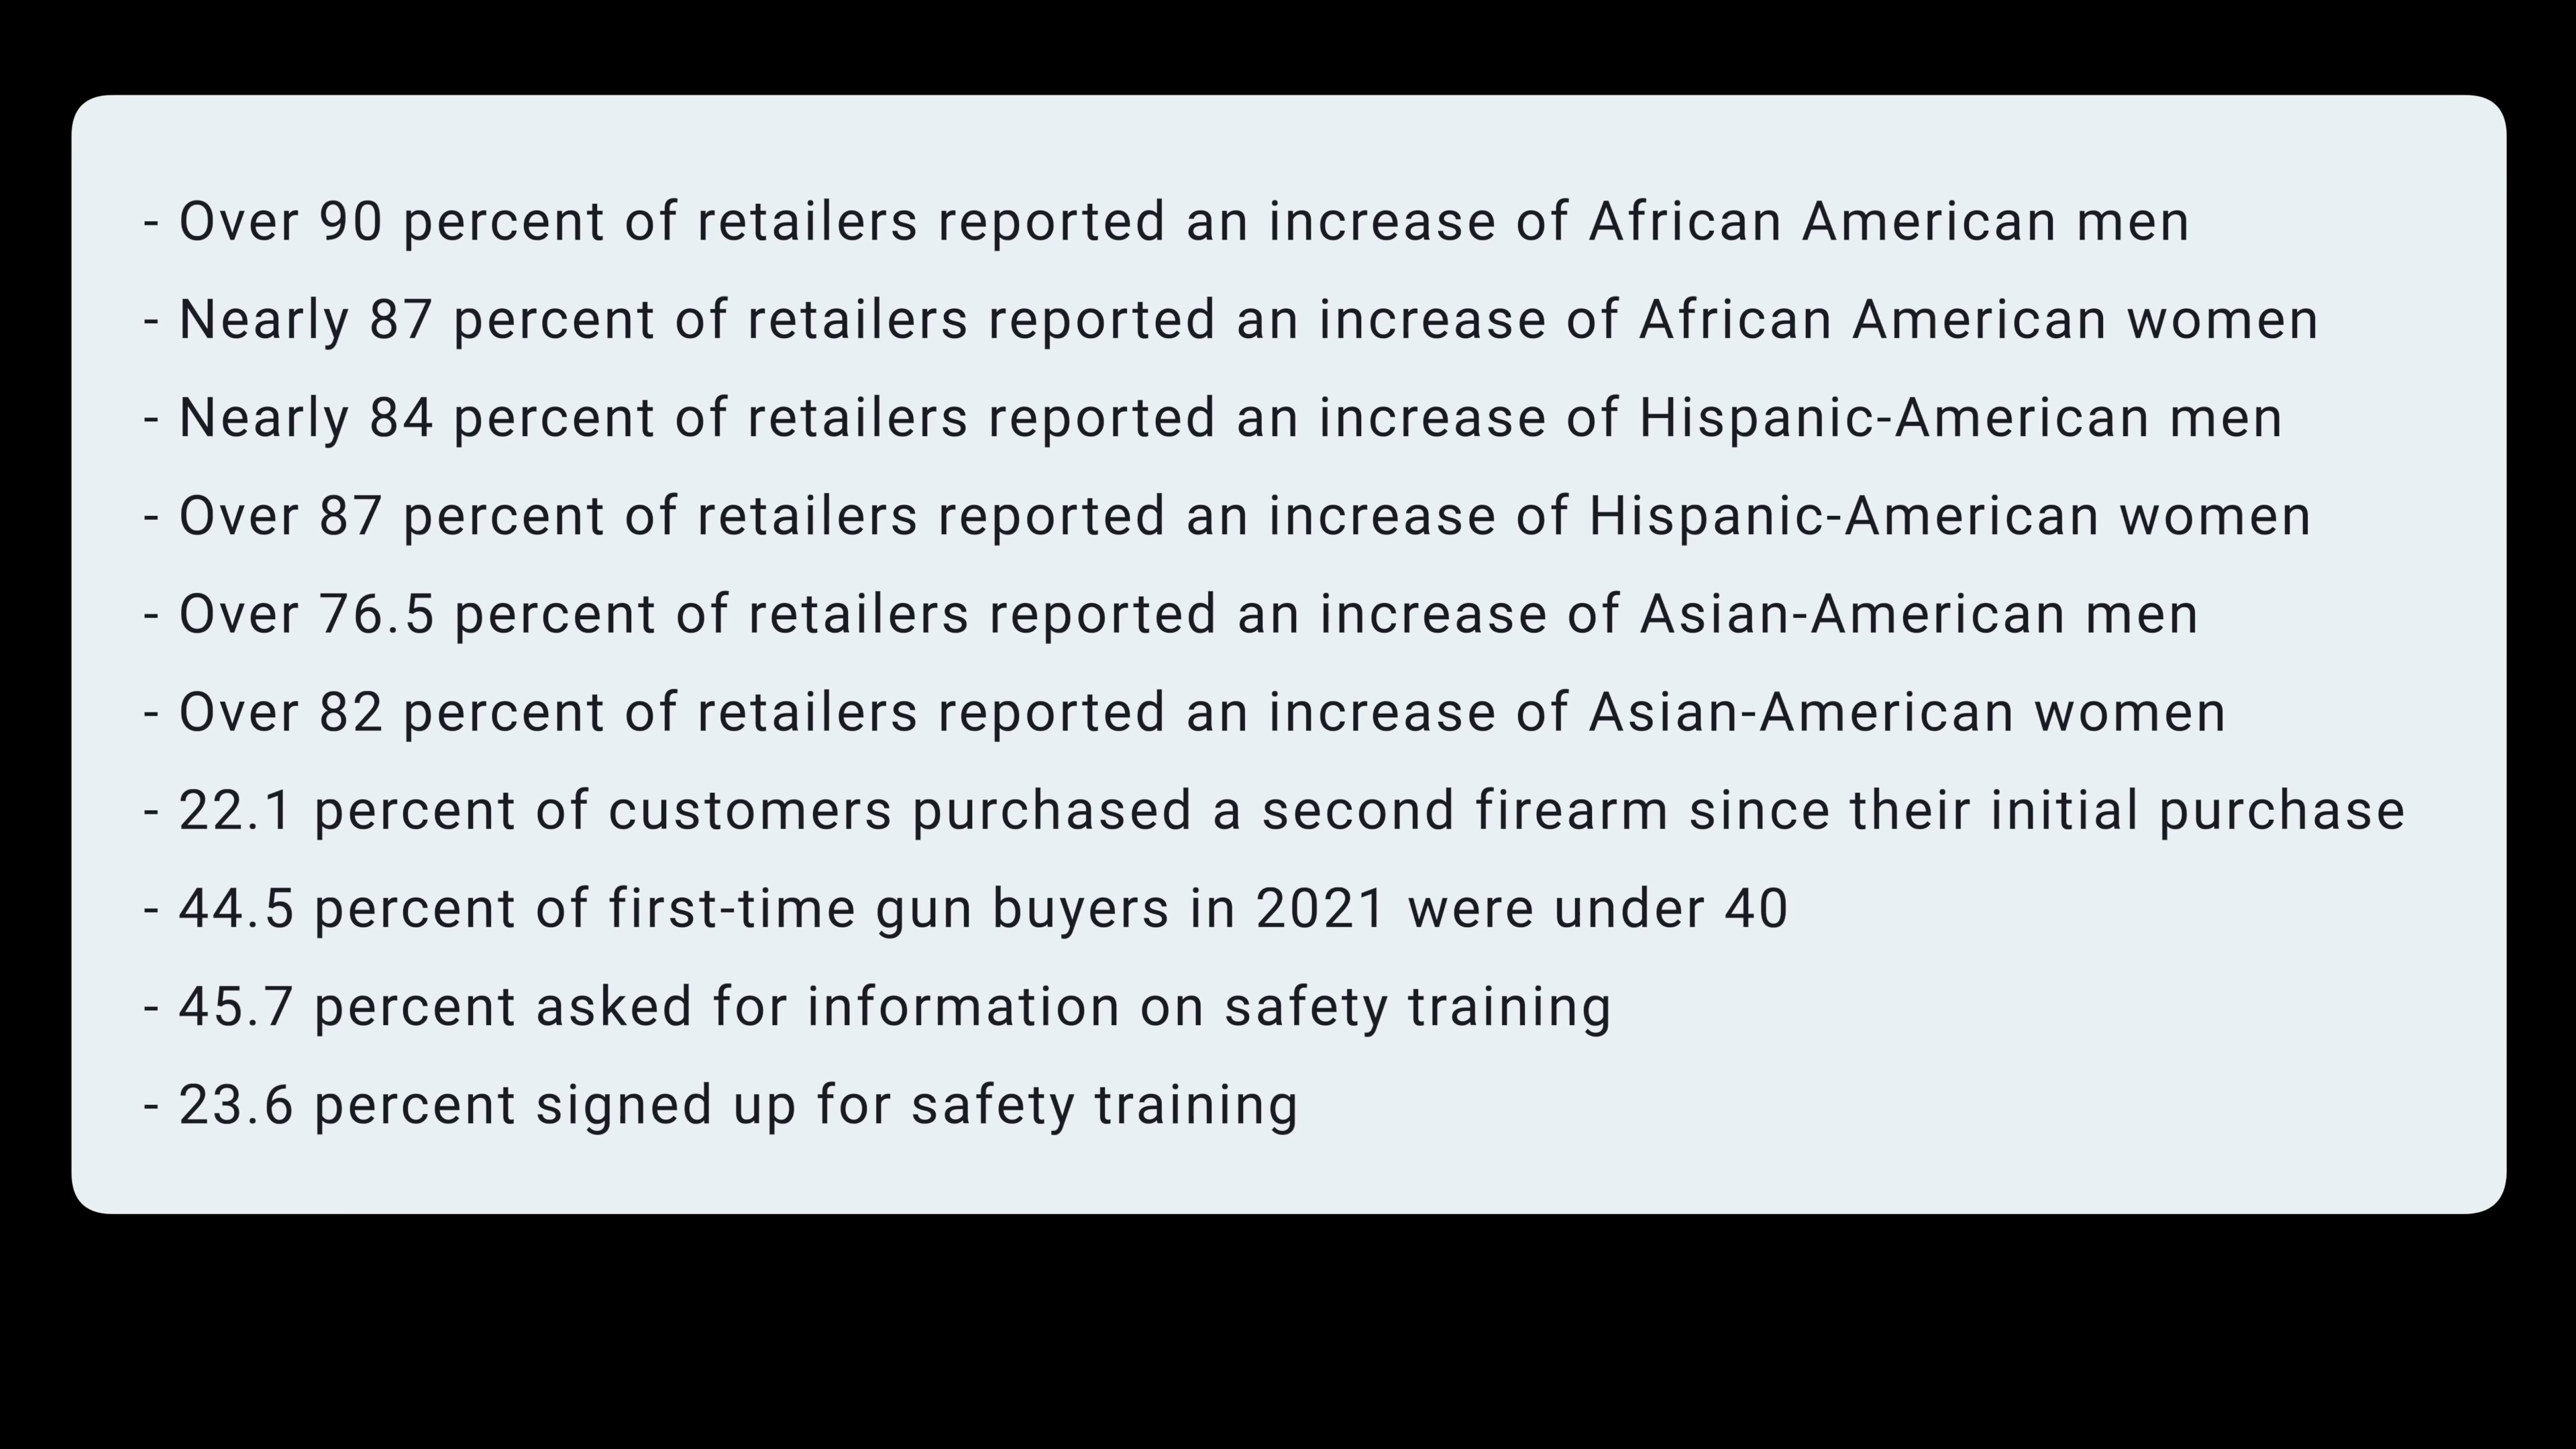 - Over 90 percent of retailers reported an increase of African American men
- Nearly 87 percent of retailers reported an increase of African American women
- Nearly 84 percent of retailers reported an increase of Hispanic-American men
- Over 87 percent of retailers reported an increase of Hispanic-American women
- Over 76.5 percent of retailers reported an increase of Asian-American men
- Over 82 percent of retailers reported an increase of Asian-American women
- 22.1 percent of customers purchased a second firearm since their initial purchase
- 44.5 percent of first-time gun buyers in 2021 were under 40
- 45.7 percent asked for information on safety training
- 23.6 percent signed up for safety training